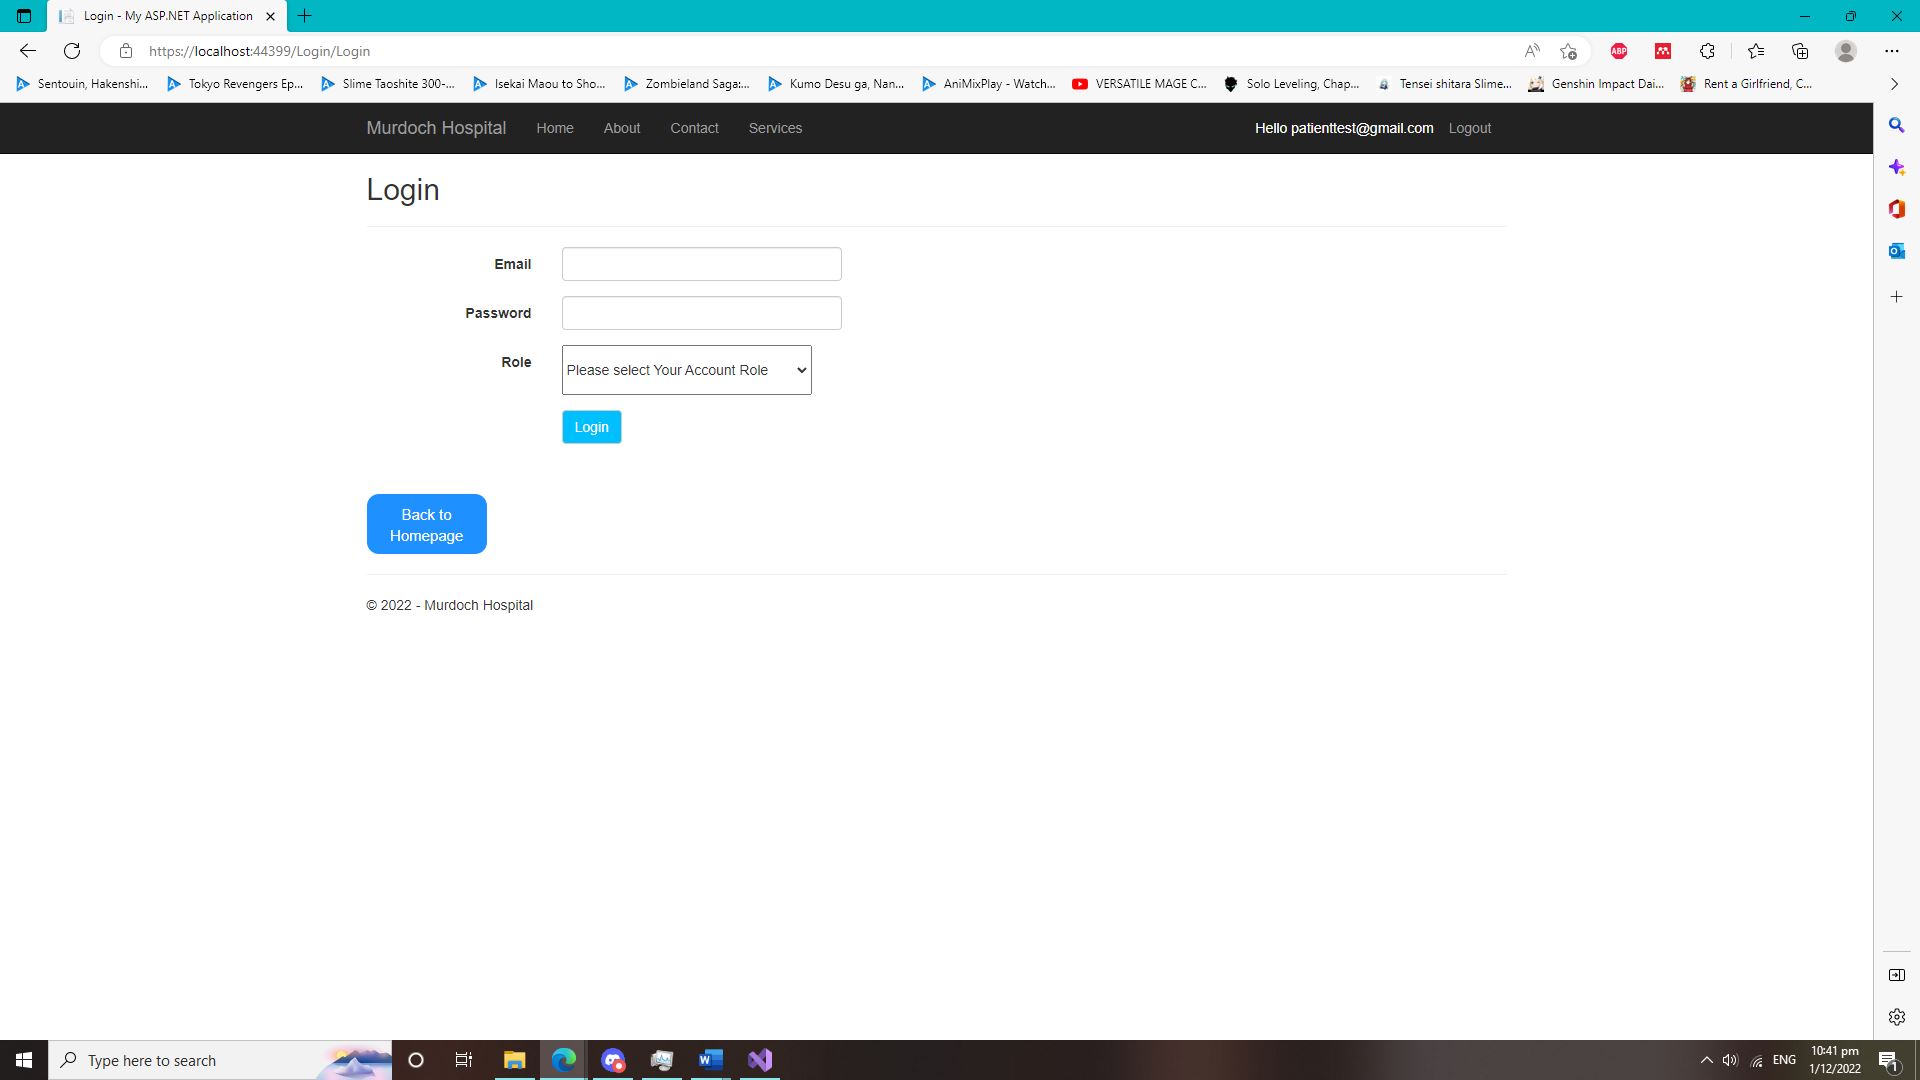 Login - My ASP.NET Application
https://localhost:44399/Login/Login
Sentouin, Hakenshi...
Tokyo Revengers Ep...
Slime Taoshite 300-...
Isekai Maou to Sho...
Zombieland Saga:...
Kumo Desu ga, Nan...
AniMixPlay - Watch...
VERSATILE MAGE C...
Solo Leveling, Chap...
Tensei shitara Slime...
Genshin Impact Dai...
Rent a Girlfriend, C...
Murdoch Hospital
Home
About
Contact
Services
Hello patienttest@gmail.com
Logout
Login
Email
Password
Role
Please select Your Account Role
Login
Back to
Homepage
© 2022 - Murdoch Hospital
Type here to search
ENG
10:41 pm
1/12/2022
1
ABP